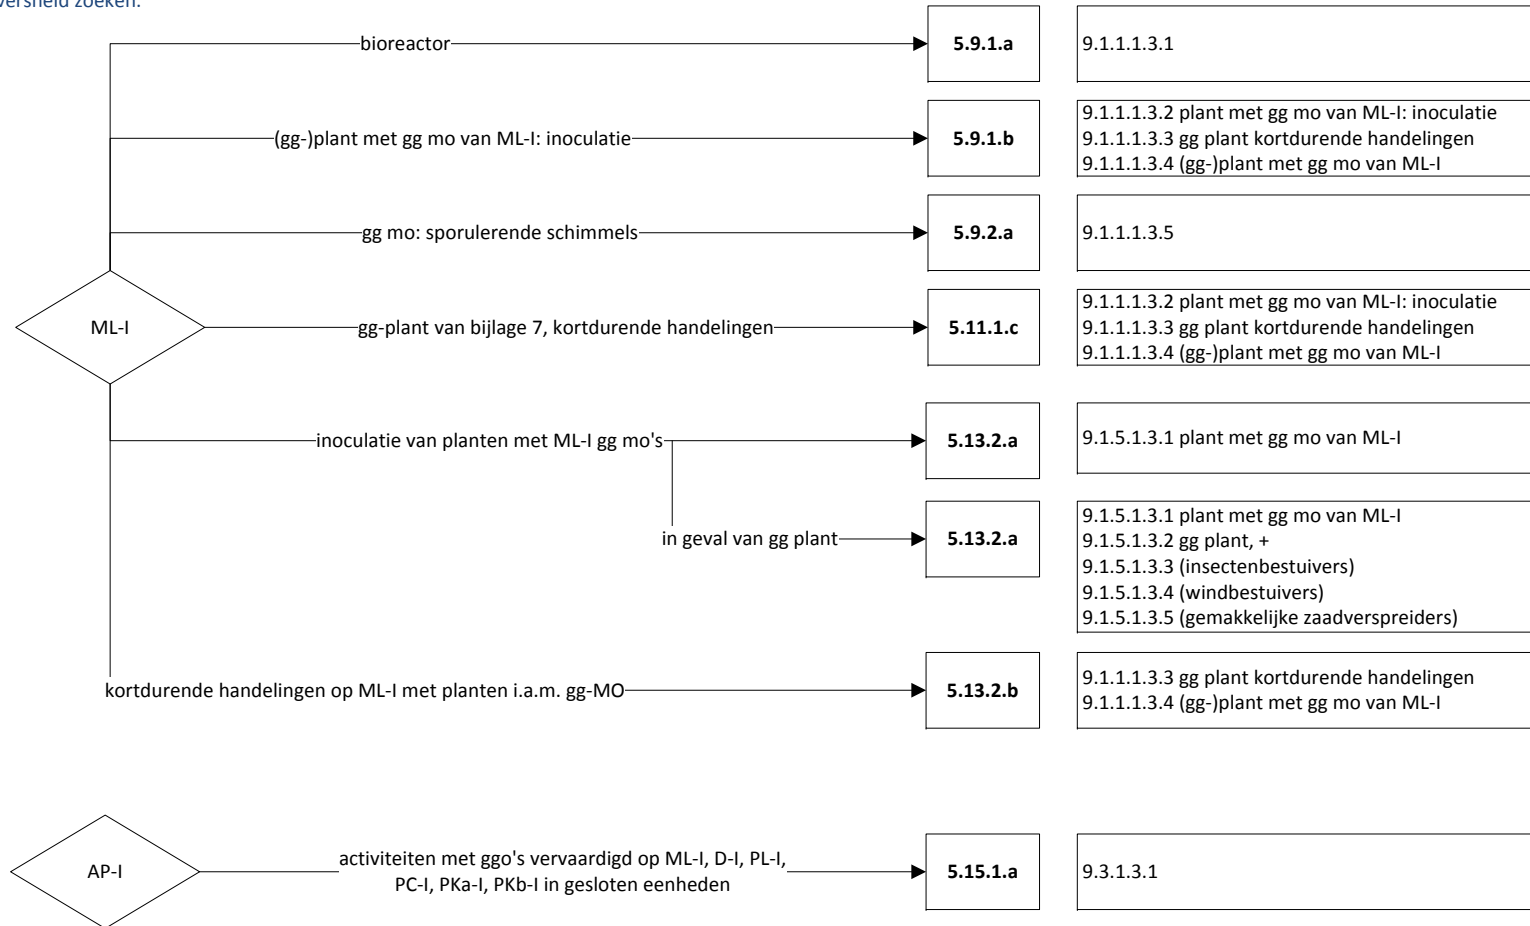 versheid zoeken.
bioreactor
5.9.1.a
9.1.1.1.3.1
(gg-)plant met gg mo van ML-I: inoculatie
5.9.1.b
9.1.1.1.3.2 plant met gg mo van ML-I: inoculatie
9.1.1.1.3.3 gg plant kortdurende handelingen
9.1.1.1.3.4 (gg-)plant met gg mo van ML-I
gg mo: sporulerende schimmels
5.9.2.a
9.1.1.1.3.5
ML-I
gg-plant van bijlage 7, kortdurende handelingen
5.11.1.c
9.1.1.1.3.2 plant met gg mo van ML-I: inoculatie
9.1.1.1.3.3 gg plant kortdurende handelingen
9.1.1.1.3.4 (gg-)plant met gg mo van ML-I
inoculatie van planten met ML-I gg mo's
5.13.2.a
9.1.5.1.3.1 plant met gg mo van ML-I
in geval van gg plant
5.13.2.a
9.1.5.1.3.1 plant met gg mo van ML-I
9.1.5.1.3.2 gg plant, +
9.1.5.1.3.3 (insectenbestuivers)
9.1.5.1.3.4 (windbestuivers)
9.1.5.1.3.5 (gemakkelijke zaadverspreiders)
kortdurende handelingen op ML-I met planten i.a.m. gg-MO
5.13.2.b
9.1.1.1.3.3 gg plant kortdurende handelingen
9.1.1.1.3.4 (gg-)plant met gg mo van ML-I
AP-I
activiteiten met ggo's vervaardigd op ML-I, D-I, PL-I,
PC-I, PKa-I, PKb-I in gesloten eenheden
5.15.1.a
9.3.1.3.1